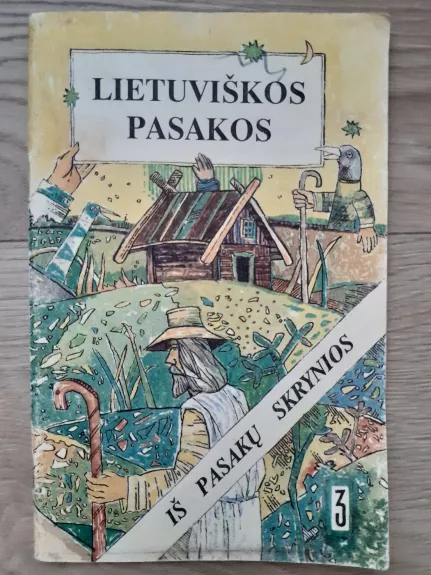 LIETUVIŠKOS
PASAKOS
IŠ PASAKŲ SKRYNIOS
3